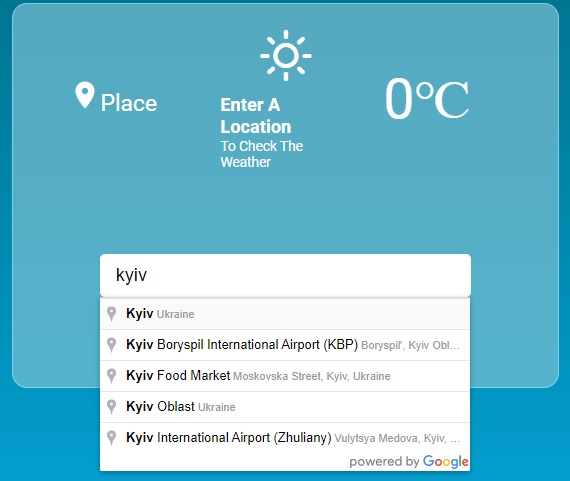 Place
Enter A
Location
To Check The
Weather
0°C
kyiv
Kyiv Ukraine
Kyiv Boryspil International Airport (KBP) Boryspil', Kyiv Obl...
Kyiv Food Market Moskovska Street, Kyiv, Ukraine
Kyiv Oblast Ukraine
Kyiv International Airport (Zhuliany) Vulytsya Medova, Kyiv, ...
powered by Google